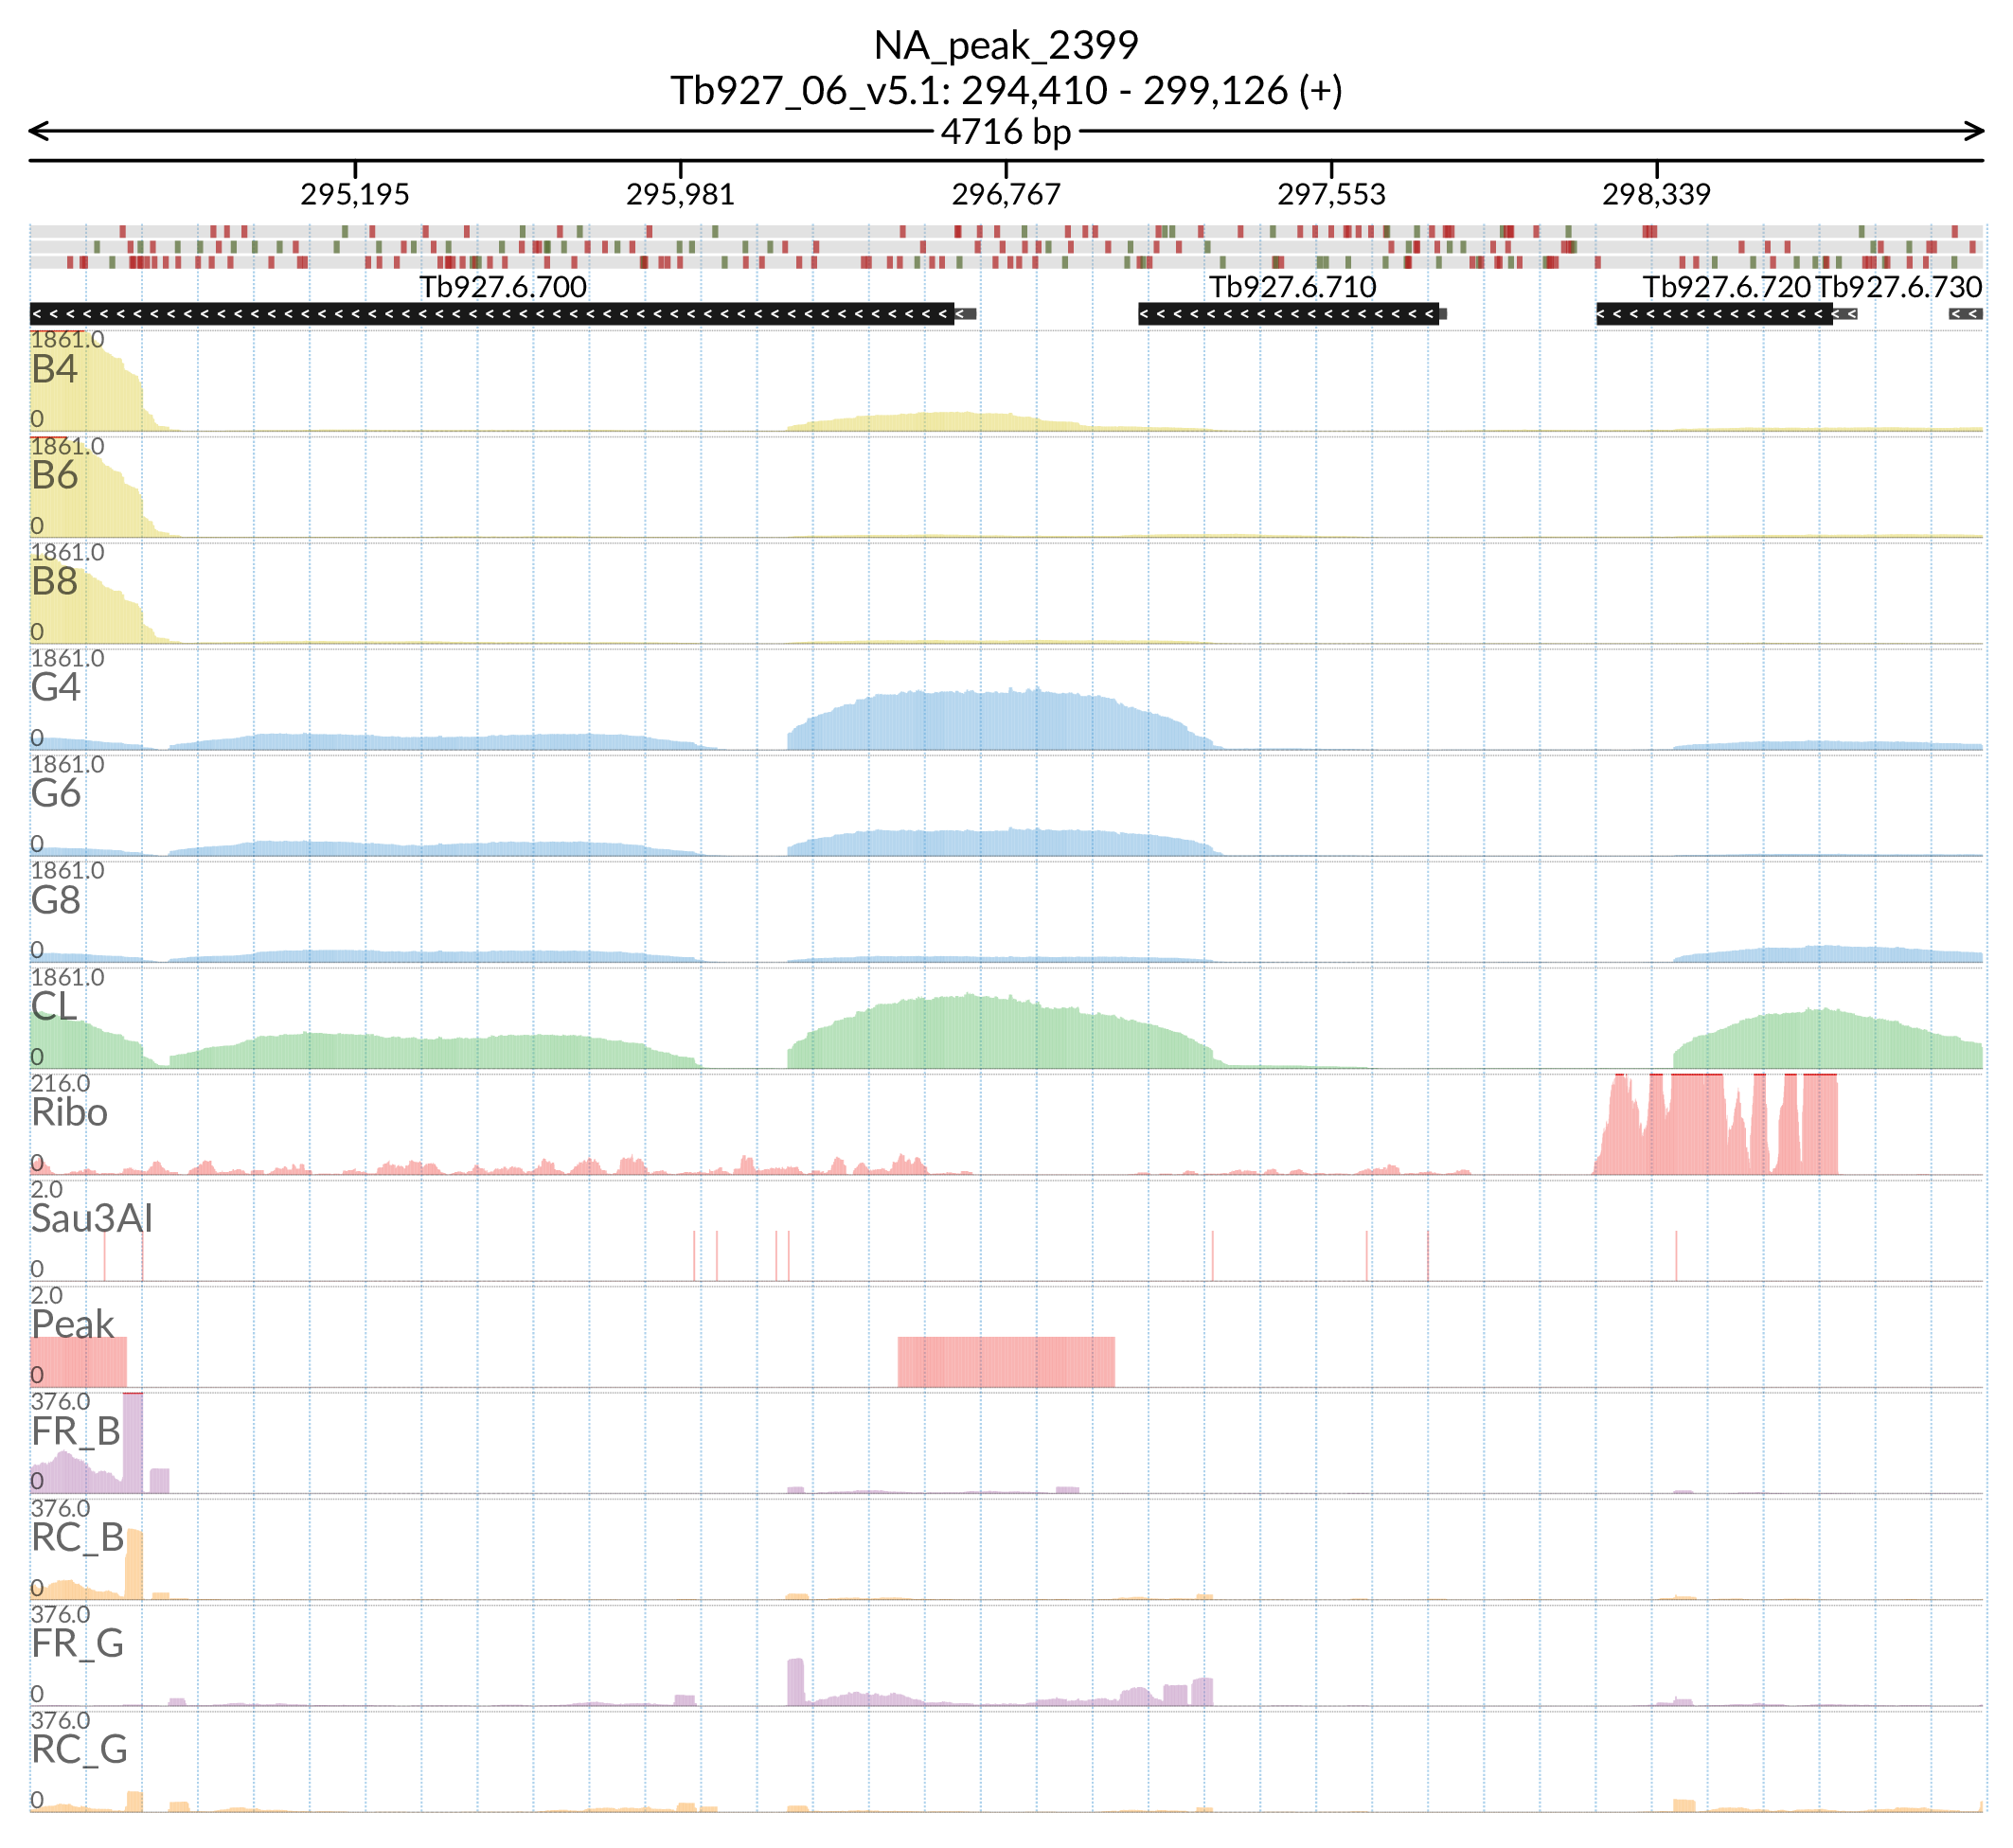 NA_peak_2399
Tb927_06_v5.1: 294,410 - 299,126 (+)
4716 bp
295,195 295,981 296,767 297,553 298,339
Tb927.6.700 Tb927.6.710 Tb927.6.720 Tb927.6.730
1861.0
B4
0
1861.0
B6
0
1861.0
B8
0
1861.0
G4
0
1861.0
G6
0
1861.0
G8
0
1861.0
CL
0
216.0
Ribo
0
2.0
Sau3AI
0
2.0
Peak
0
376.0
FR_B
0
376.0
RC_B
0
376.0
FR_G
0
376.0
RC_G
0